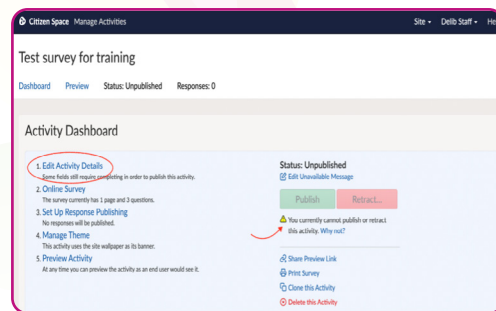 Citizen Space Manage Activities Site Delib Staff He
Test survey for training
Dashboard Preview Status: Unpublished Responses: 0
Activity Dashboard
1. Edit Activity Details
Some fields still require completing in order to publish this activity.
2. Online Survey
The survey currently has 1 page and 3 questions.
3. Set Up Response Publishing
No responses will be published.
4. Manage Theme
This activity uses the site wallpaper as its banner.
5. Preview Activity
At any time you can preview the activity as an end user would see it.
Status: Unpublished
Edit Unavailable Message
Publish Retract...
You currently cannot publish or retract
this activity. Why not?
Share Preview Link
Print Survey
Clone this Activity
Delete this Activity